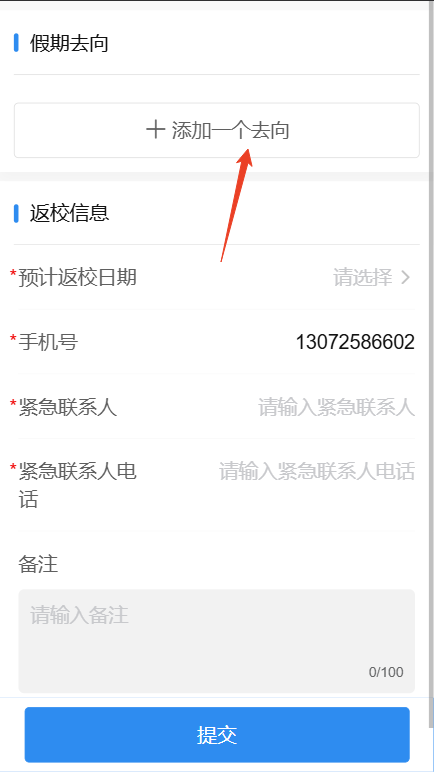 假期去向
添加一个去向
返校信息
*预计返校日期 请选择
*手机号 13072586602
*紧急联系人 请输入紧急联系人
*紧急联系人电 请输入紧急联系人电话
话
备注
请输入备注
0/100
提交